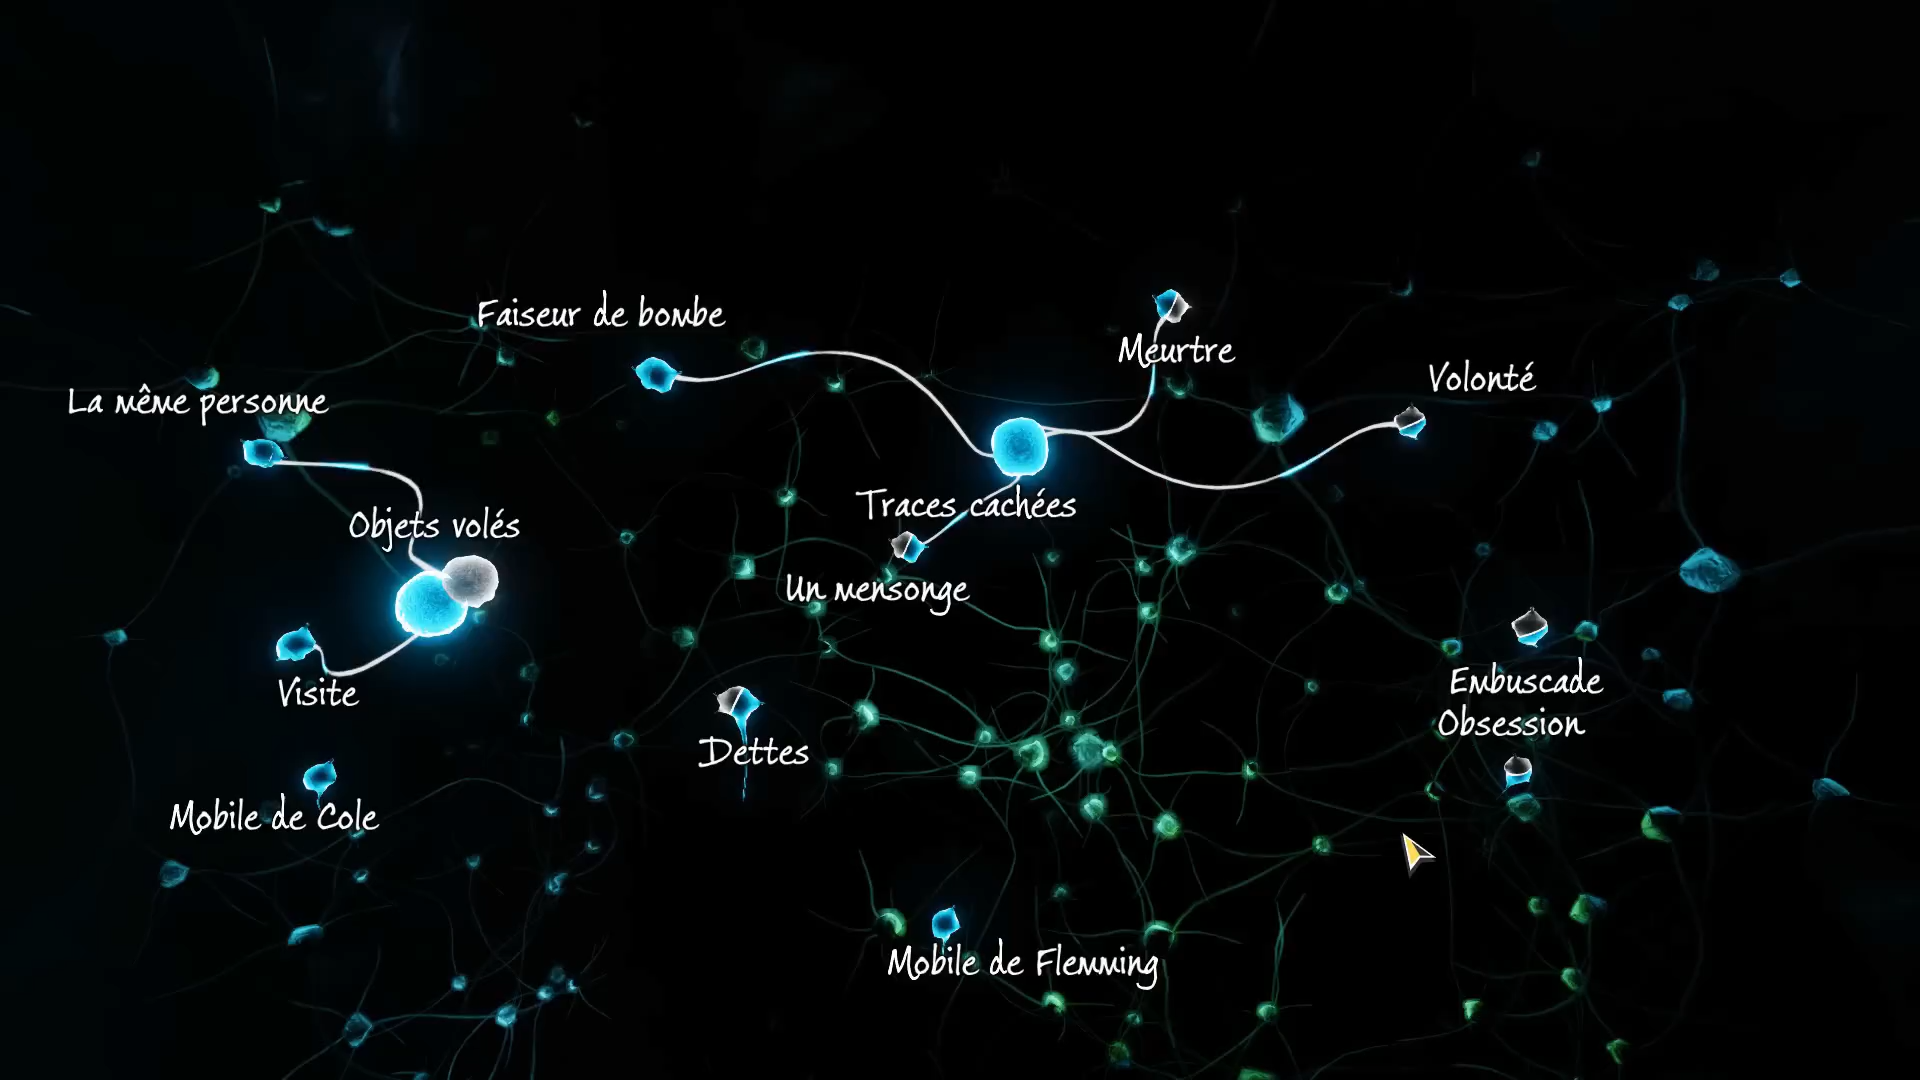 Faiseur de bombe
Meurtre
Volonté
La même personne
Traces cachées
Objets volés
Un mensonge
Embuscade
Visite
Obsession
Dettes
Mobile de Cole
Mobile de Flemming